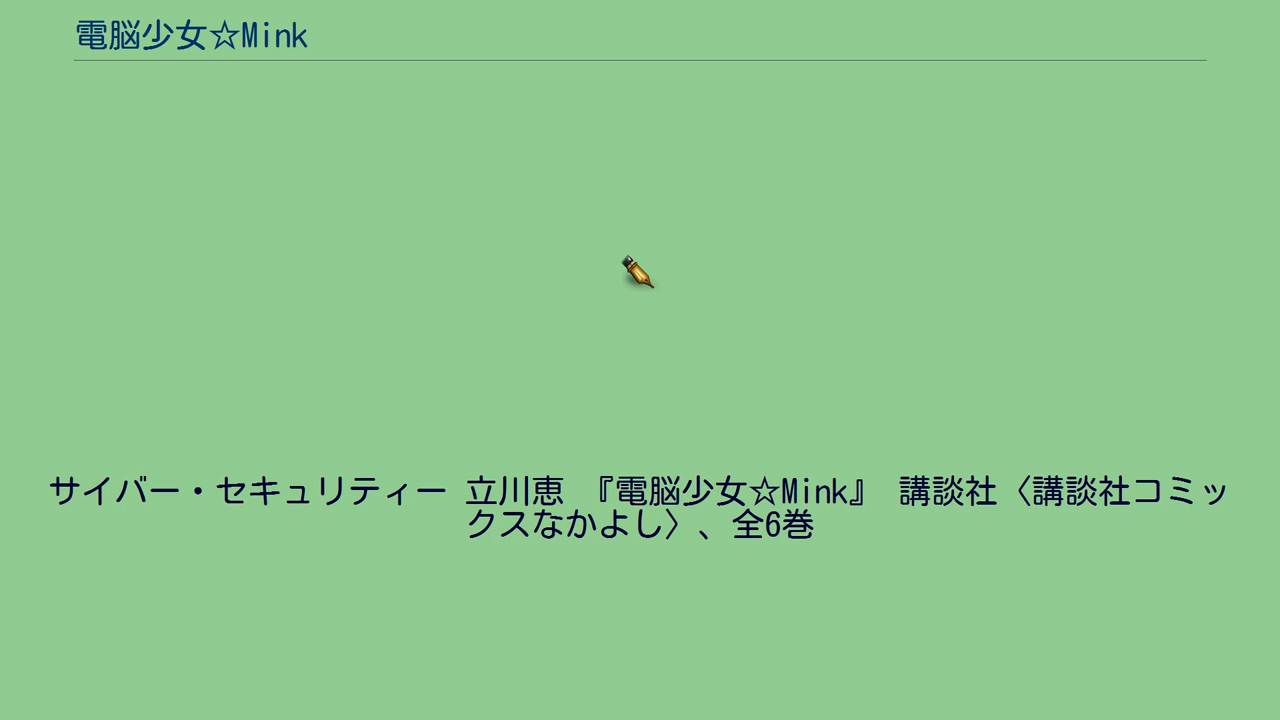 電脳少女☆Mink
サイバー・セキュリティー 立川恵 『電脳少女☆Mink』 講談社〈講談社コミッ
クスなかよし〉、全6巻